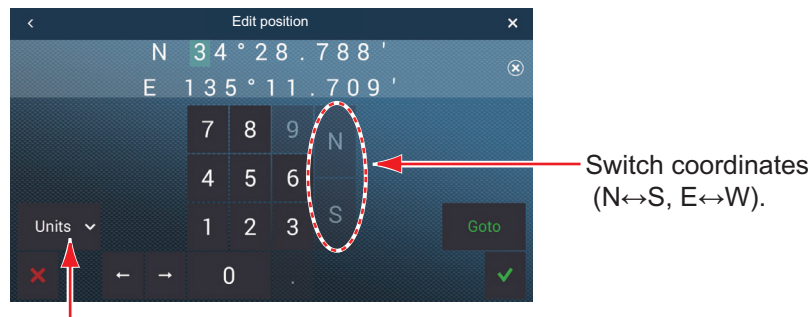 Edit position
N 34°28.788'
E 135°11.709'
7 8 9 N
Switch coordinates
(N↔S, E↔W).
4 5 6
S
Units 1 2 3 Goto
← → 0 .